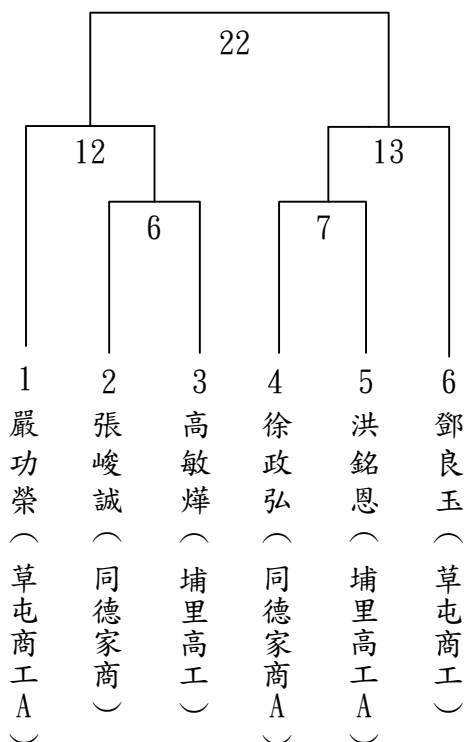 22
12
13
6
7
1
嚴功榮（草屯商工A）
2
張峻誠（同德家商）
3
高敏燁（埔里高工）
4
徐政弘（同德家商A）
5
洪銘恩（埔里高工A）
6
鄧良玉（草屯商工）